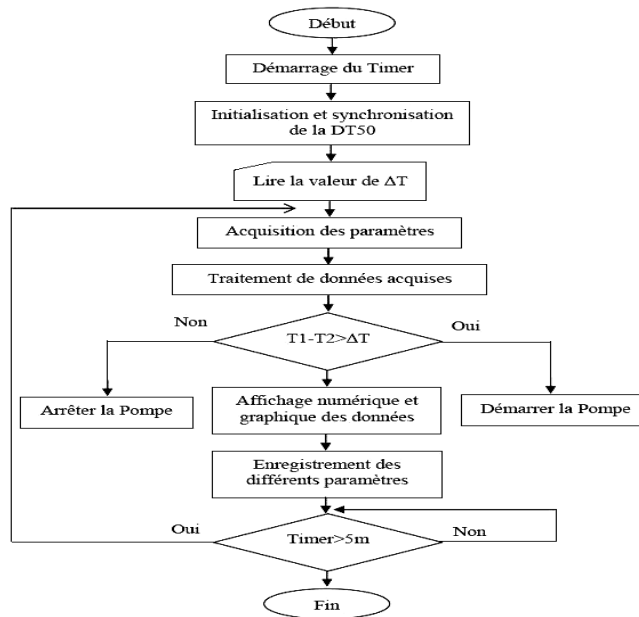 Début
Démarrage du Timer
Initialisation et synchronisation
de la DT50
Lire la valeur de ΔT
Acquisition des paramètres
Traitement de données acquises
Non
T1-T2>ΔT
Oui
Arrêter la Pompe
Affichage numérique et
graphique des données
Démarrer la Pompe
Enregistrement des
différents paramètres
Oui
Timer>5m
Non
Fin